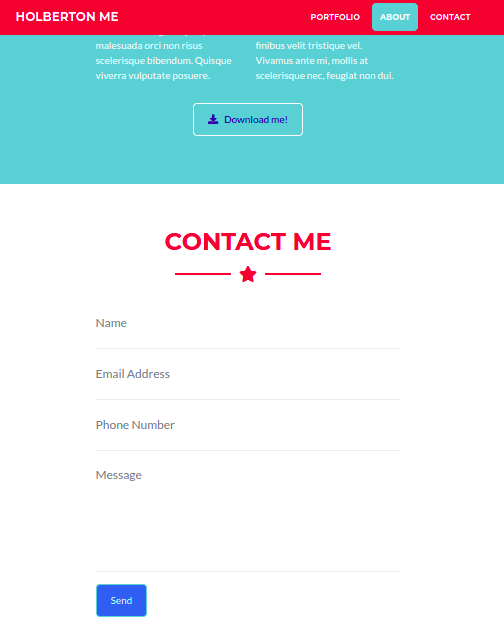 HOLBERTON ME
PORTFOLIO
ABOUT
CONTACT
malesuada orci non risus
scelerisque bibendum. Quisque
viverra vulputate posuere.
finibus velit tristique vel.
Vivamus ante mi, mollis at
scelerisque nec, feugiat non dui.
Download me!
CONTACT ME
Name
Email Address
Phone Number
Message
Send